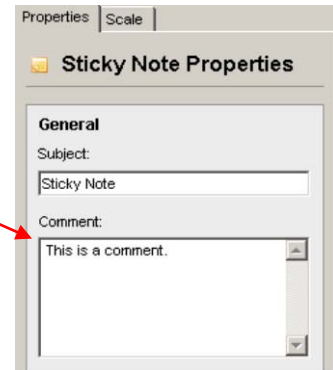 Properties Scale
Sticky Note Properties
General
Subject:
Sticky Note
Comment:
This is a comment.